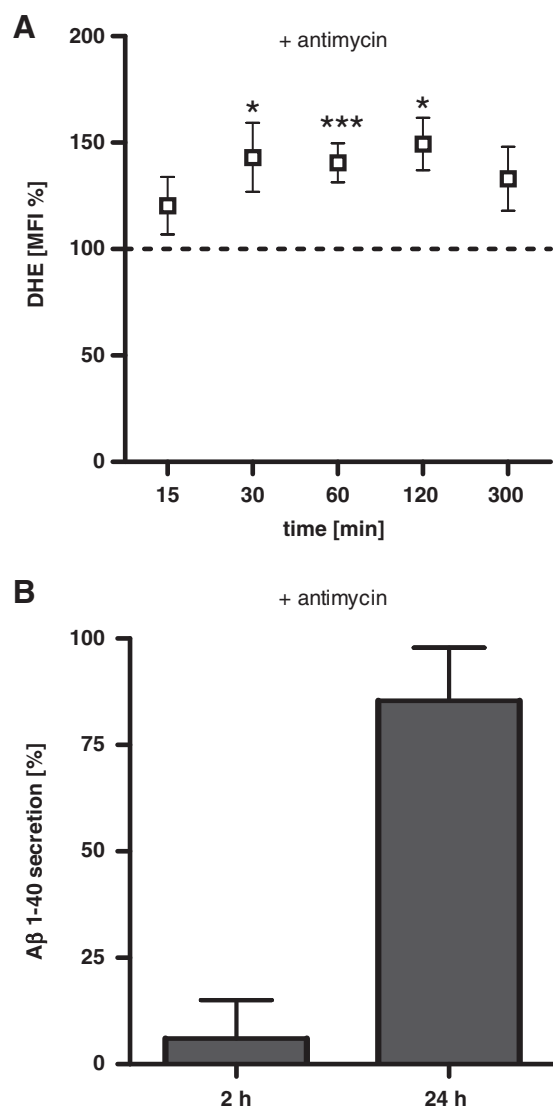 A
+ antimycin
200
150
100
50
0
DHE [MFI %]
* *** *
15 30 60 120 300
time [min]
B
+ antimycin
100
75
50
25
0
Aβ 1-40 secretion [%]
2 h 24 h